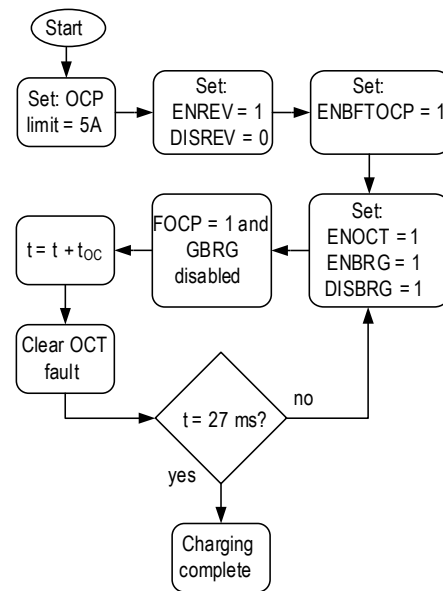 Start
Set: OCP
limit = 5A
Set:
ENREV = 1
DISREV = 0
Set:
ENBFTOCP = 1
Set:
ENOCT = 1
ENBRG = 1
DISBRG = 1
FOCP = 1 and
GBRG
disabled
t = t + tOC
Clear OCT
fault
t = 27 ms?
no
yes
Charging
complete